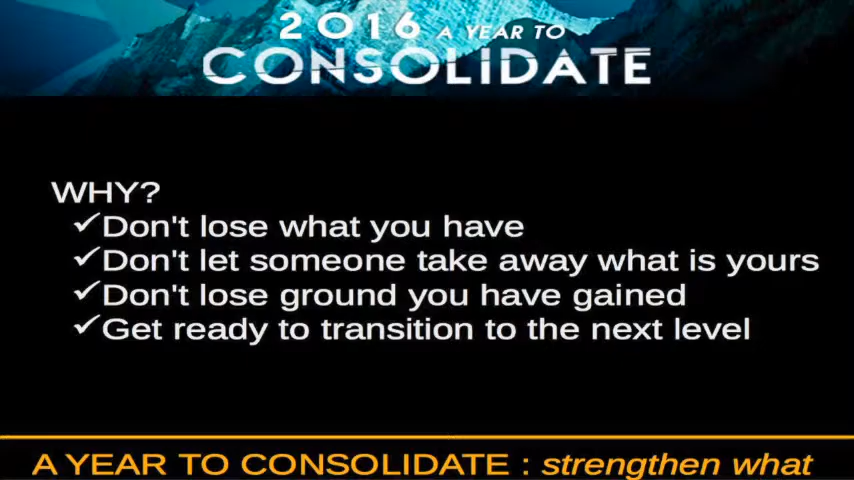 2016 A YEAR TO
CONSOLIDATE
WHY?
✓Don't lose what you have
✓Don't let someone take away what is yours
✓Don't lose ground you have gained
✓Get ready to transition to the next level
A YEAR TO CONSOLIDATE : strengthen what